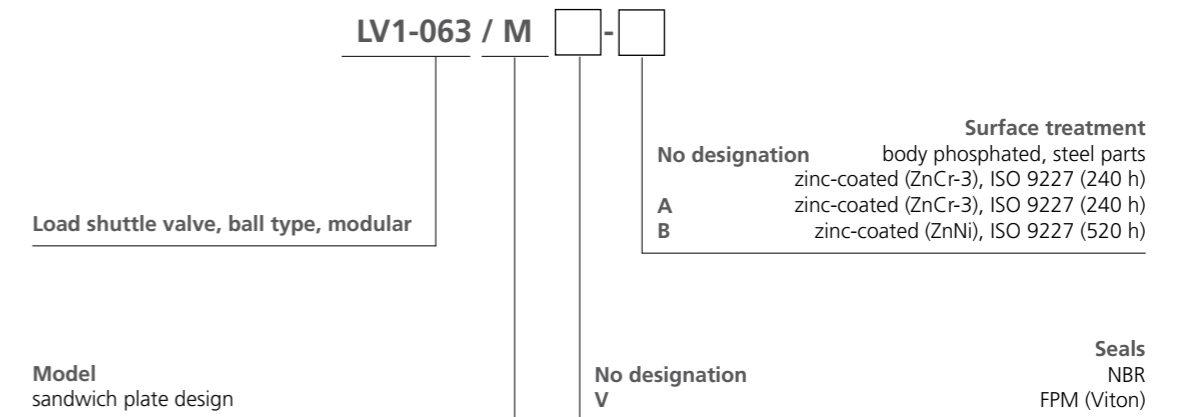 LV1-063 / M -
Surface treatment
No designation body phosphated, steel parts
zinc-coated (ZnCr-3), ISO 9227 (240 h)
A zinc-coated (ZnCr-3), ISO 9227 (240 h)
B zinc-coated (ZnNi), ISO 9227 (520 h)
Load shuttle valve, ball type, modular
Model
sandwich plate design
Seals
No designation NBR
V FPM (Viton)